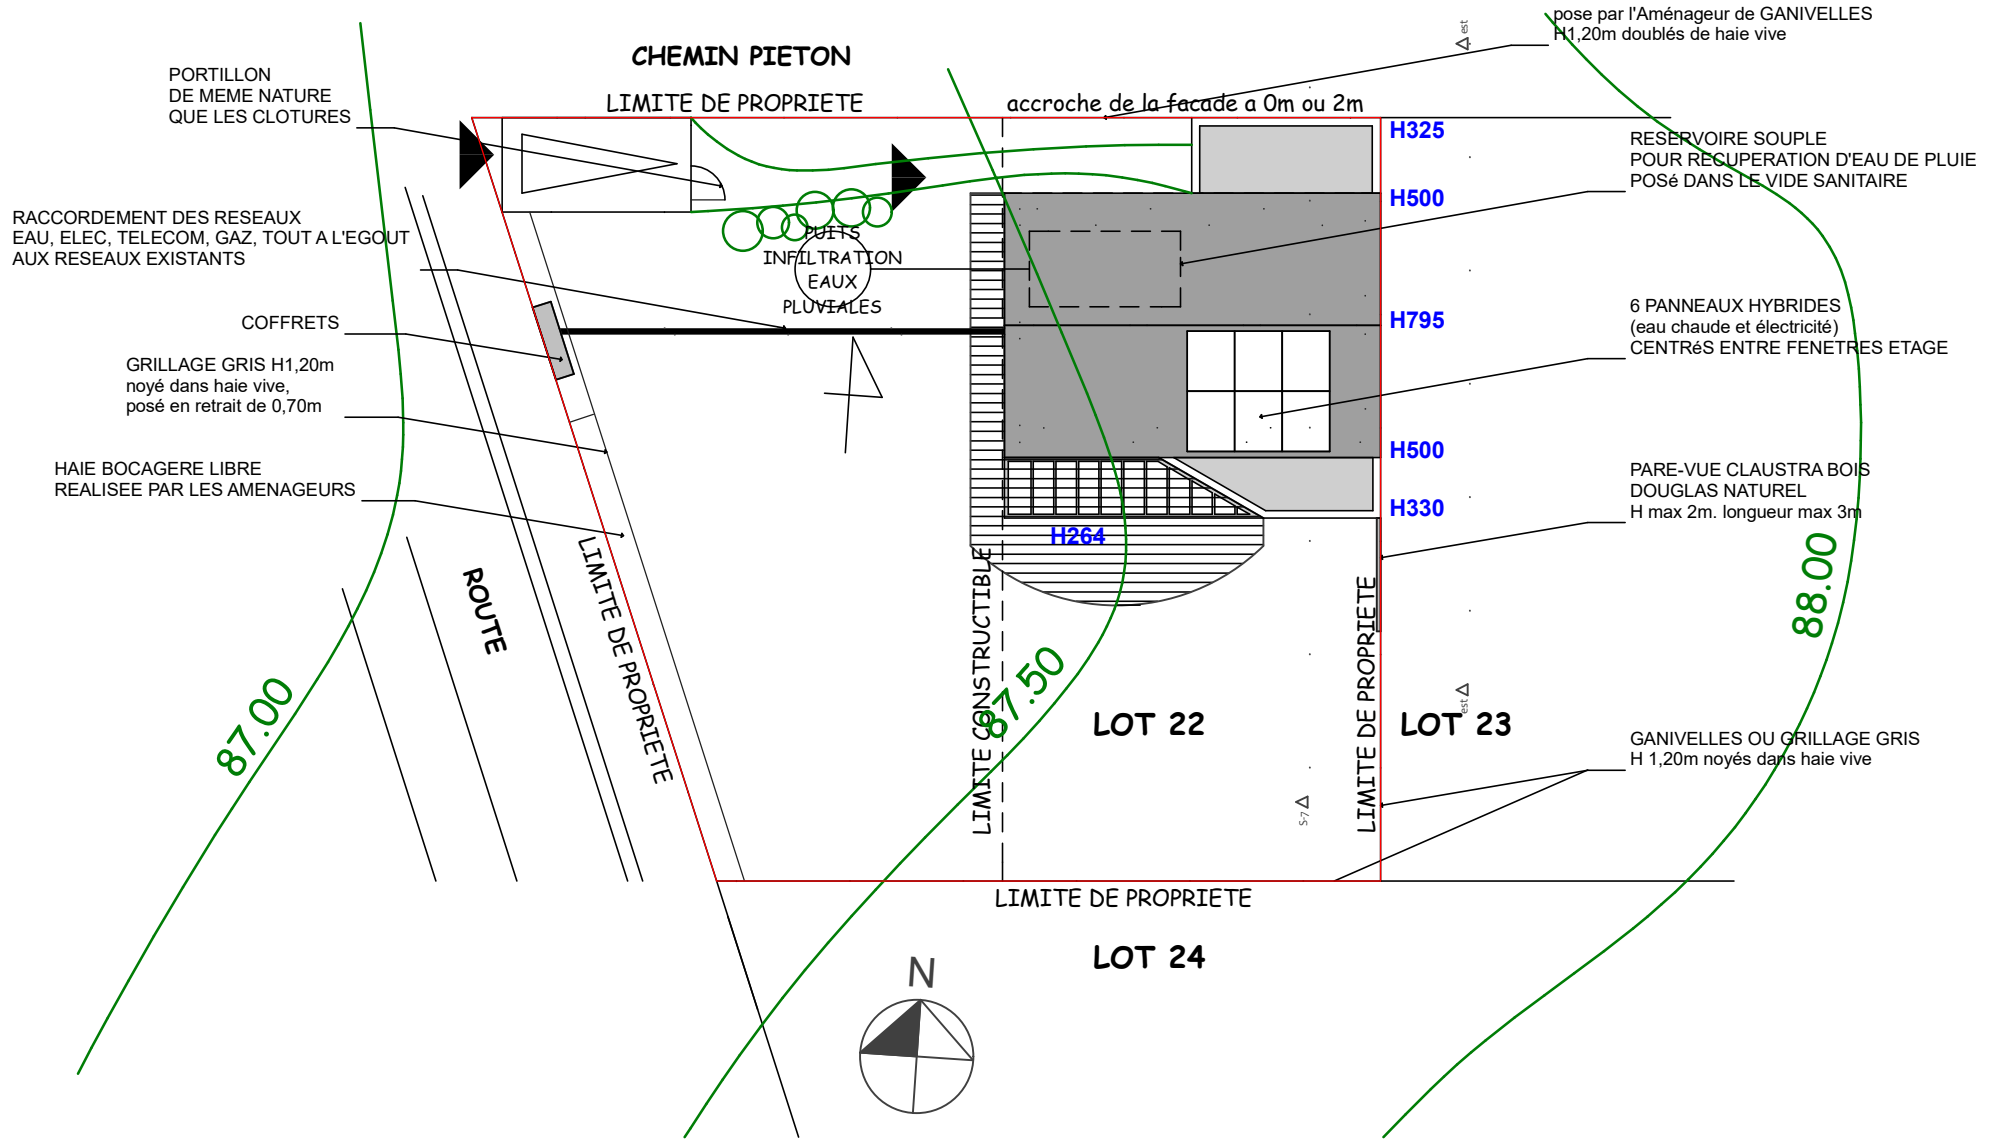 pose par l'Aménageur de GANIVELLES
H1,20m doublés de haie vive
est
CHEMIN PIETON
PORTILLON
DE MEME NATURE
QUE LES CLOTURES
LIMITE DE PROPRIETE
accroche de la facade a 0m ou 2m
H325
RESERVOIRE SOUPLE
POUR RECUPERATION D'EAU DE PLUIE
POSé DANS LE VIDE SANITAIRE
H500
RACCORDEMENT DES RESEAUX
EAU, ELEC, TELECOM, GAZ, TOUT A L'EGOUT
AUX RESEAUX EXISTANTS
PUITS
INFILTRATION
EAUX
PLUVIALES
COFFRETS
H795
6 PANNEAUX HYBRIDES
(eau chaude et électricité)
CENTRéS ENTRE FENETRES ETAGE
GRILLAGE GRIS H1,20m
noyé dans haie vive,
posé en retrait de 0,70m
H500
HAIE BOCAGERE LIBRE
REALISEE PAR LES AMENAGEURS
PARE-VUE CLAUSTRA BOIS
DOUGLAS NATUREL
H max 2m. longueur max 3m
H330
H264
ROUTE
LIMITE DE PROPRIETE
LIMITE CONSTRUCTIBLE
LIMITE DE PROPRIETE
87.00
87.50
88.00
LOT 22
LOT 23
est
GANIVELLES OU GRILLAGE GRIS
H 1,20m noyés dans haie vive
S-7
LIMITE DE PROPRIETE
LOT 24
N